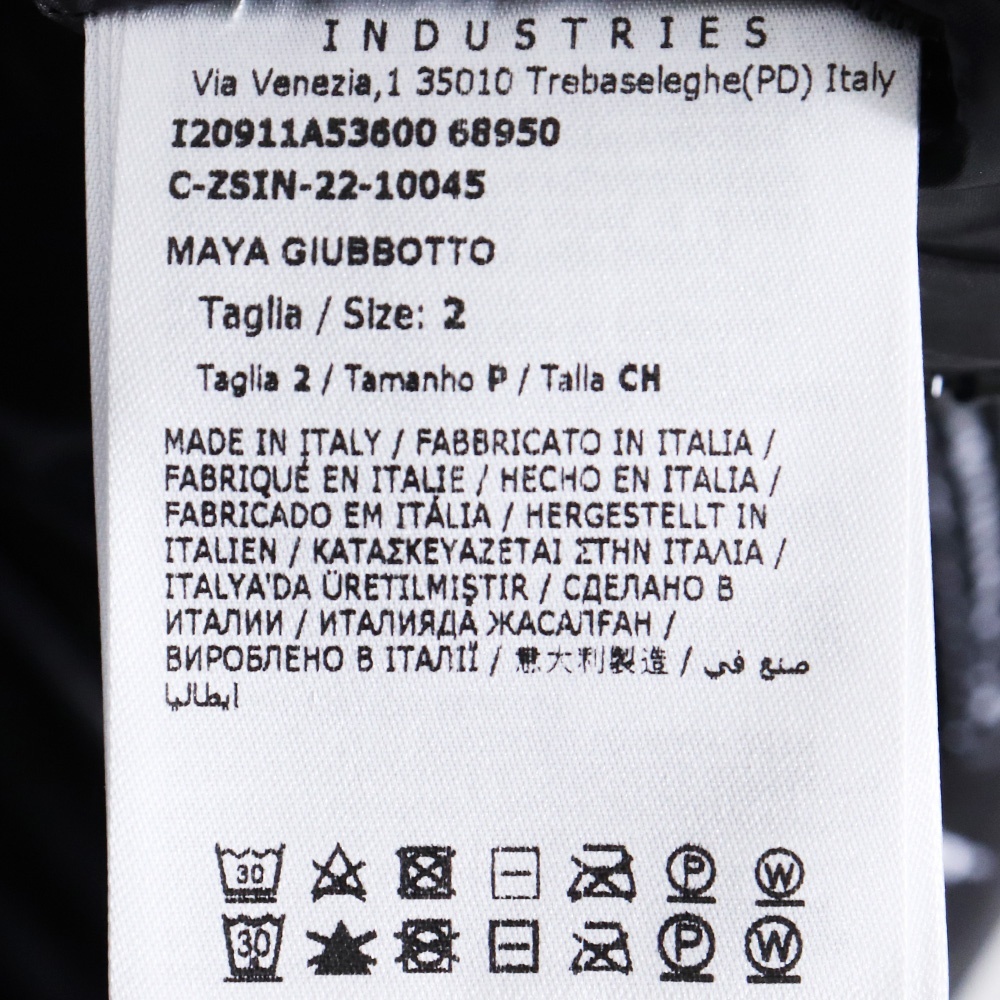 INDUSTRIES
Via Venezia,1 35010 Trebaseleghe(PD) Italy
I20911A53600 68950
C-ZSIN-22-10045
MAYA GIUBBOTTO
Taglia / Size: 2
Taglia 2 / Tamanho P / Talla CH
MADE IN ITALY / FABBRICATO IN ITALIA /
FABRIQUÉ EN ITALIE / HECHO EN ITALIA /
FABRICADO EM ITÁLIA / HERGESTELLT IN
ITALIEN / ΚΑΤΑΣΚΕΥΑΖΕΤΑΙ ΣΤΗΝ ΙΤΑΛΙΑ /
ITALYA'DA ÜRETILMIŞTIR / СДЕЛАНО В
ИТАЛИИ / ИТАЛИЯДА ЖАСАЛҒАН /
ВИРОБЛЕНО В ІТАЛІЇ / 意大利製造 / صنع في
ايطاليا
30 P W
30 P W